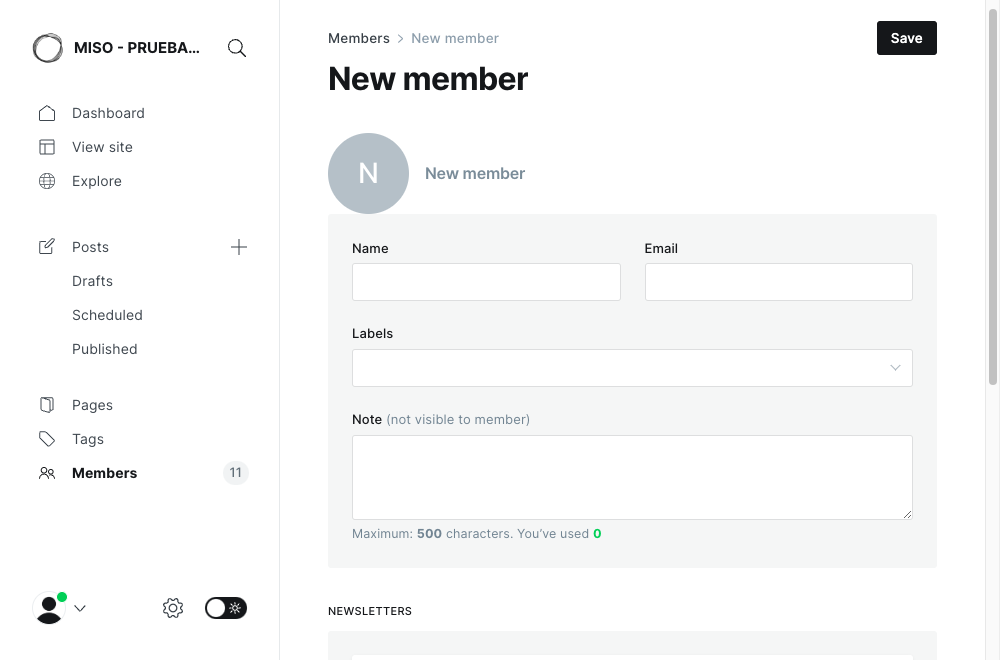 MISO - PRUEBA...
Dashboard
View site
Explore
Posts
Drafts
Scheduled
Published
Pages
Tags
Members 11
Members > New member
Save
New member
N New member
Name Email
Labels
Note (not visible to member)
Maximum: 500 characters. You’ve used 0
NEWSLETTERS